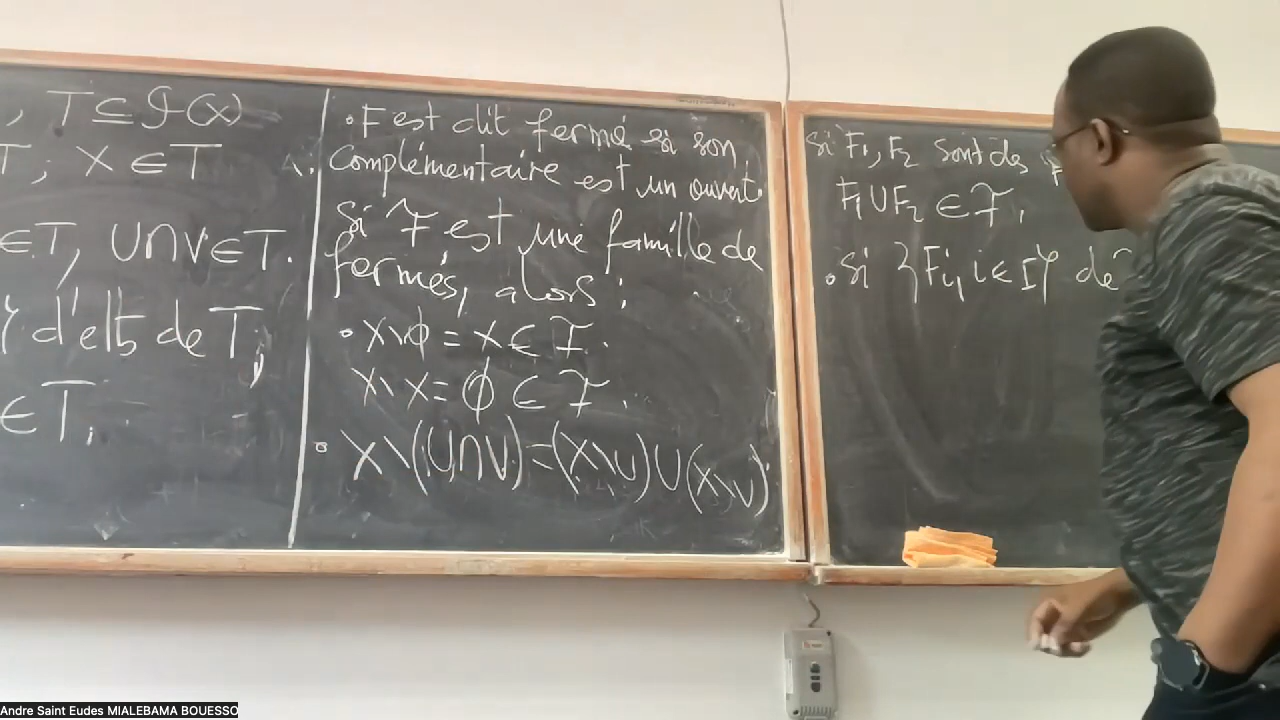 , T ⊆ 𝒫(X)
T ; X ∈ T
∈ T, U∩V ∈ T.
} d'elts de T,
∈ T.
• F est dit fermé si son
complémentaire est un ouvert.
Si ℱ est une famille de
fermés, alors :
• X∖ϕ = X ∈ ℱ.
X∖X = ϕ ∈ ℱ.
• X∖(U∩V) = (X∖U)∪(X∖V)
Si F₁, F₂ sont des
F₁∪F₂ ∈ ℱ.
• Si {Fi, i ∈ I} de
Andre Saint Eudes MIALEBAMA BOUESSO